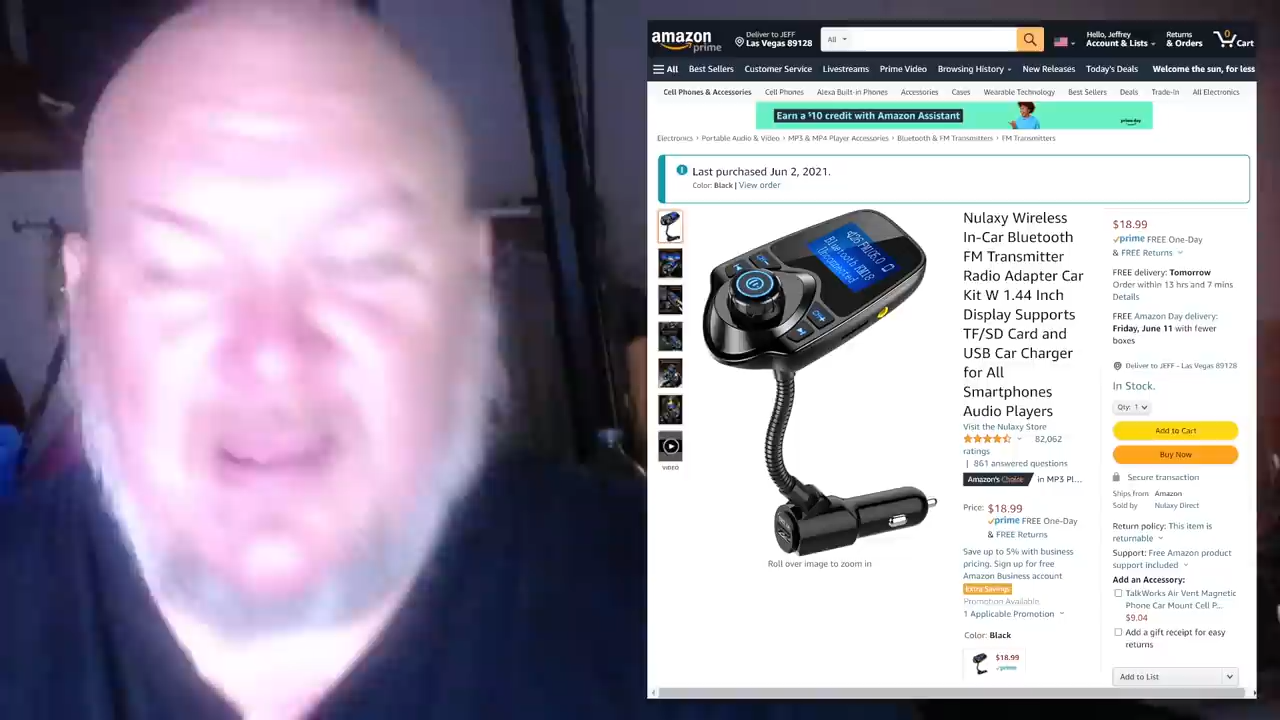 amazon
prime
Deliver to JEFF
Las Vegas 89128
All
Hello, Jeffrey
Account & Lists
Returns
& Orders
0
Cart
All
Best Sellers
Customer Service
Livestreams
Prime Video
Browsing History
New Releases
Today's Deals
Welcome the sun, for less
Cell Phones & Accessories
Cell Phones
Alexa Built-in Phones
Accessories
Cases
Wearable Technology
Best Sellers
Deals
Trade-In
All Electronics
Earn a $10 credit with Amazon Assistant
prime day
Electronics › Portable Audio & Video › MP3 & MP4 Player Accessories › Bluetooth & FM Transmitters › FM Transmitters
Last purchased Jun 2, 2021.
Color: Black | View order
VIDEO
CH-
CH+
Roll over image to zoom in
Nulaxy Wireless
In-Car Bluetooth
FM Transmitter
Radio Adapter Car
Kit W 1.44 Inch
Display Supports
TF/SD Card and
USB Car Charger
for All
Smartphones
Audio Players
Visit the Nulaxy Store
82,062
ratings
| 861 answered questions
Amazon's Choice in MP3 Pl...
Price: $18.99
prime FREE One-Day
& FREE Returns
Save up to 5% with business
pricing. Sign up for free
Amazon Business account
Extra Savings
Promotion Available
1 Applicable Promotion
Color: Black
$18.99
prime
$18.99
prime FREE One-Day
& FREE Returns
FREE delivery: Tomorrow
Order within 13 hrs and 7 mins
Details
FREE Amazon Day delivery:
Friday, June 11 with fewer
boxes
Deliver to JEFF - Las Vegas 89128
In Stock.
Qty: 1
Add to Cart
Buy Now
Secure transaction
Ships from Amazon
Sold by Nulaxy Direct
Return policy: This item is
returnable
Support: Free Amazon product
support included
Add an Accessory:
TalkWorks Air Vent Magnetic
Phone Car Mount Cell P...
$9.04
Add a gift receipt for easy
returns
Add to List